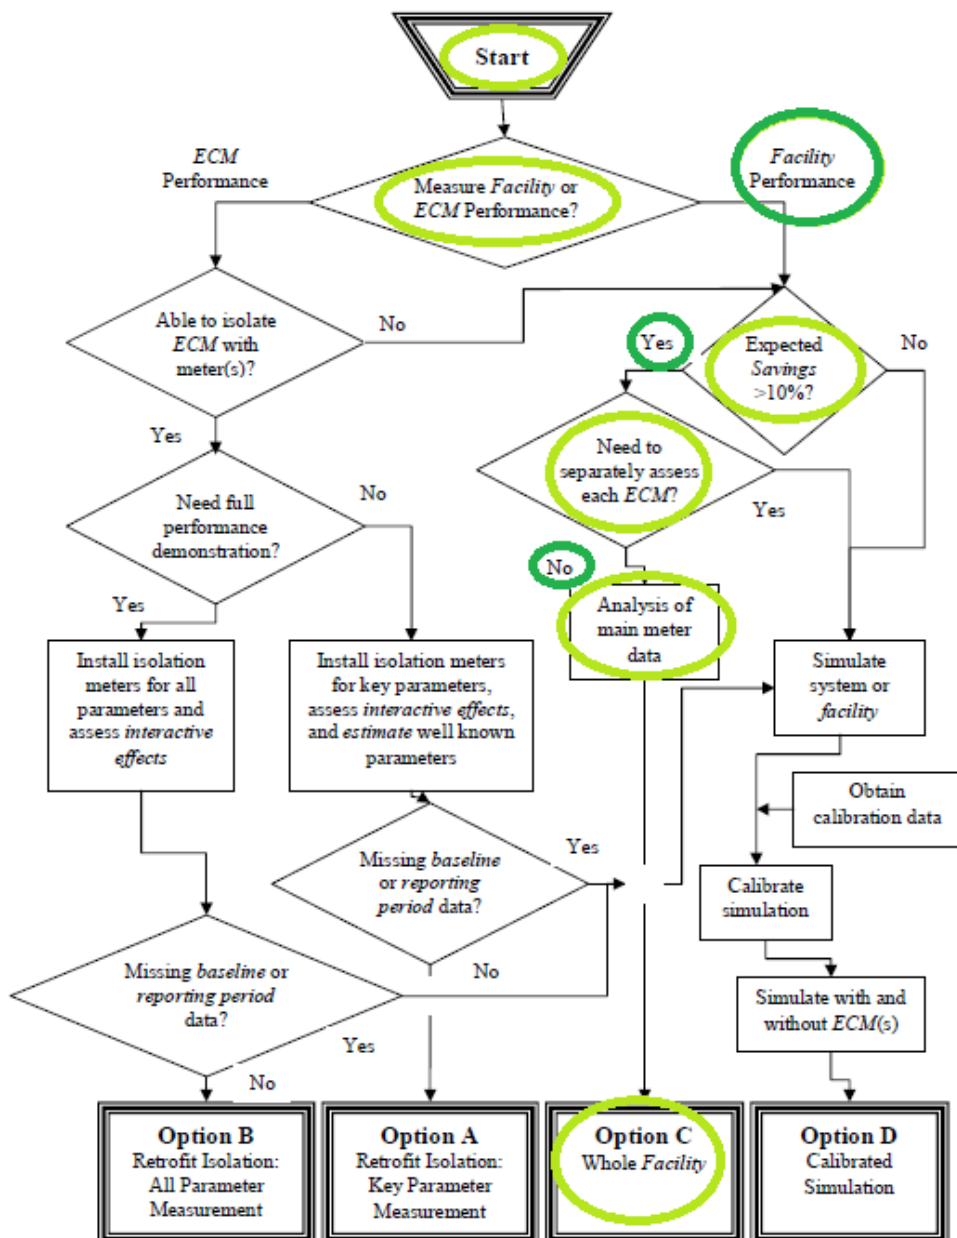 Start
ECM
Performance
Measure Facility or
ECM Performance?
Facility
Performance
Able to isolate
ECM with
meter(s)?
No
Yes
Expected
Savings
>10%?
No
Yes
Need to
separately assess
each ECM?
Yes
Need full
performance
demonstration?
No
No
Analysis of
main meter
data
Yes
Install isolation
meters for all
parameters and
assess interactive
effects
Install isolation meters
for key parameters,
assess interactive effects,
and estimate well known
parameters
Simulate
system or
facility
Obtain
calibration data
Missing baseline
or reporting
period data?
Yes
Calibrate
simulation
No
Missing baseline or
reporting period
data?
Yes
No
Simulate with and
without ECM(s)
Option B
Retrofit Isolation:
All Parameter
Measurement
Option A
Retrofit Isolation:
Key Parameter
Measurement
Option C
Whole Facility
Option D
Calibrated
Simulation